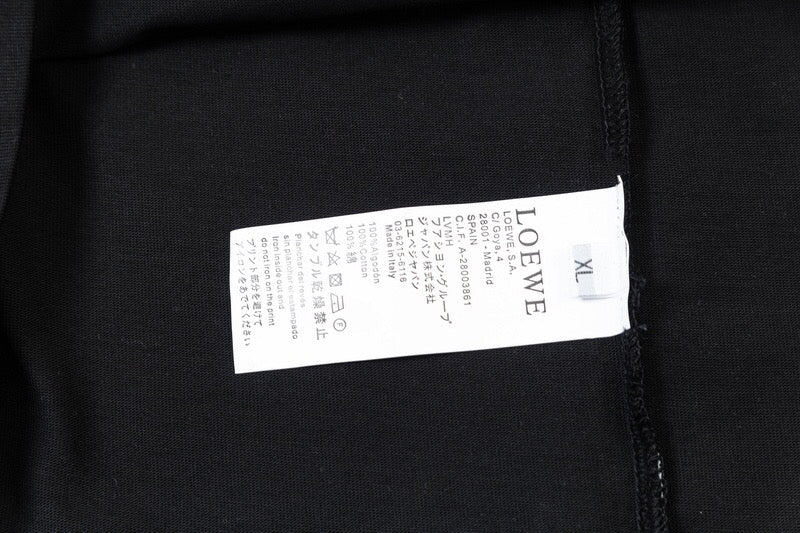 LOEWE
XL
LOEWE, S.A.
C/ Goya, 4
28001 - Madrid
SPAIN
C.I.F. A-28003861
LVMH
ファション・グループ
ジャパン株式会社
ロエベジャパン
03-6215-6116
Made in Italy
100%Algodon
100%Cotton
100% 綿
F
タンブル乾燥禁止
Planchar del revés
sin planchar el estampado
Iron inside out and
do not iron on the print
プリント部分を避けて
アイロンをあててください